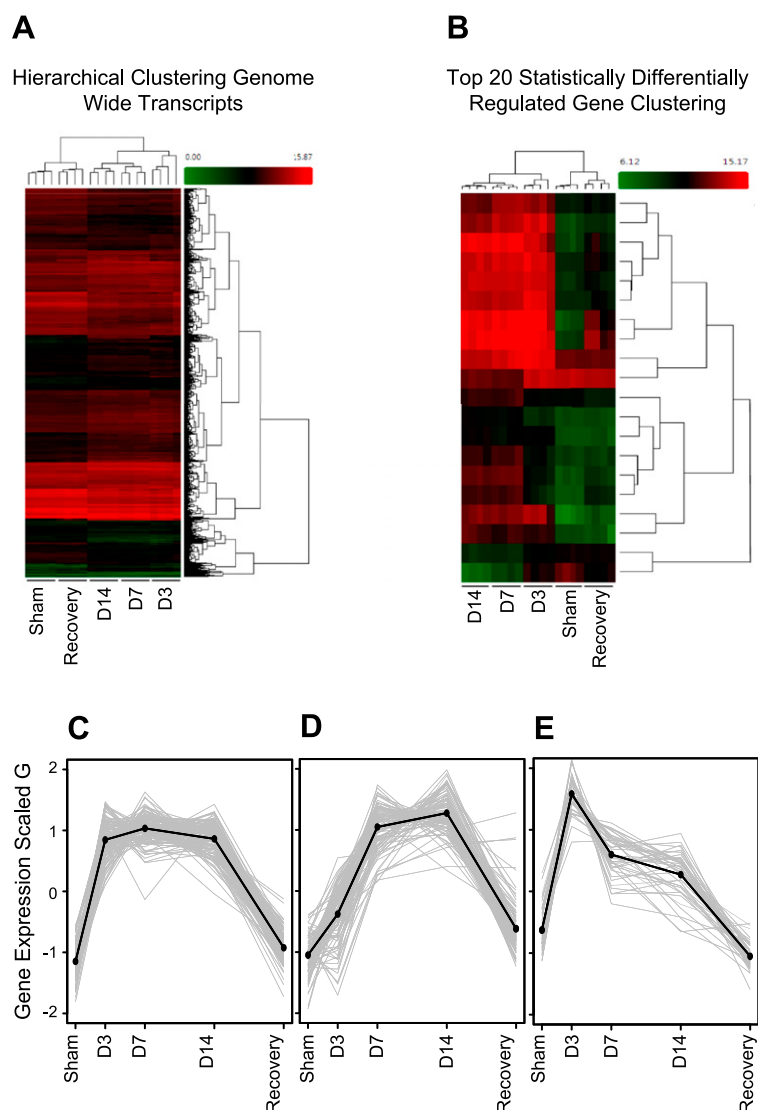 A
B
Hierarchical Clustering Genome
Wide Transcripts
Top 20 Statistically Differentially
Regulated Gene Clustering
0.00
15.87
6.12
15.17
Sham
Recovery
D14
D7
D3
D14
D7
D3
Sham
Recovery
C
D
E
Gene Expression Scaled G
2
1
0
-1
-2
Sham
D3
D7
D14
Recovery
Sham
D3
D7
D14
Recovery
Sham
D3
D7
D14
Recovery